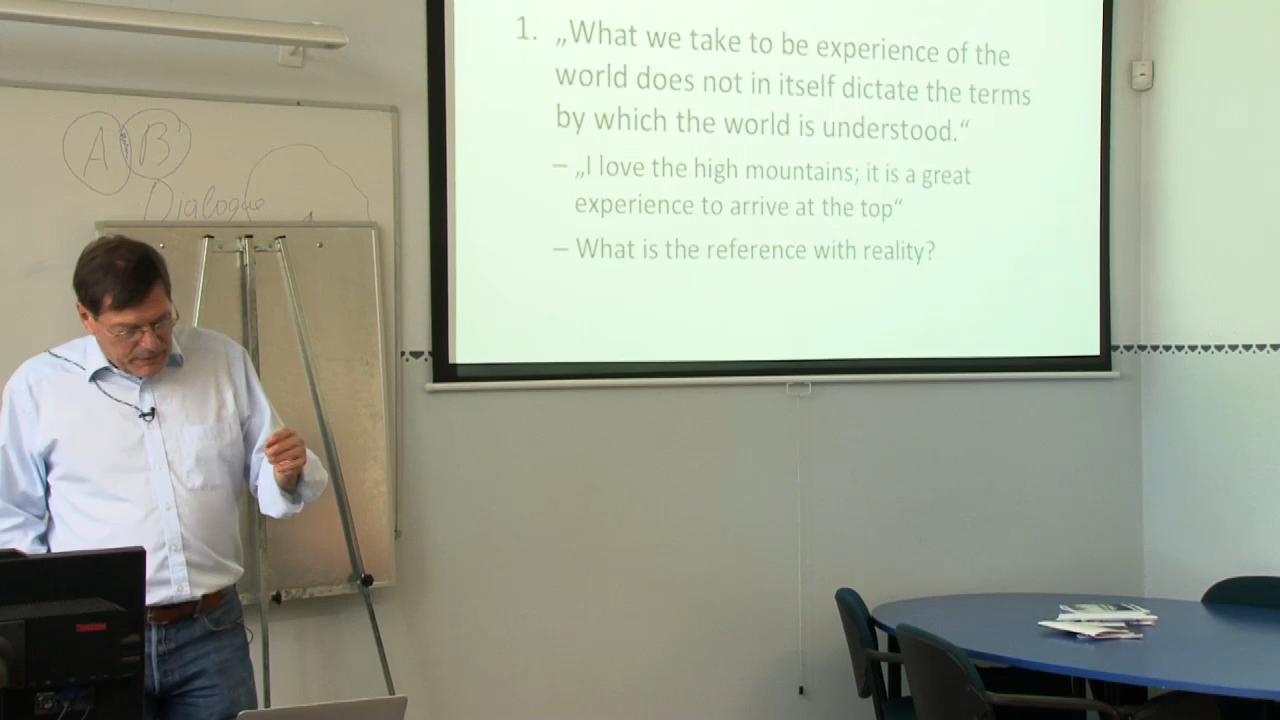 1. „What we take to be experience of the
world does not in itself dictate the terms
by which the world is understood.“
– „I love the high mountains; it is a great
experience to arrive at the top“
– What is the reference with reality?
A B
Dialogue